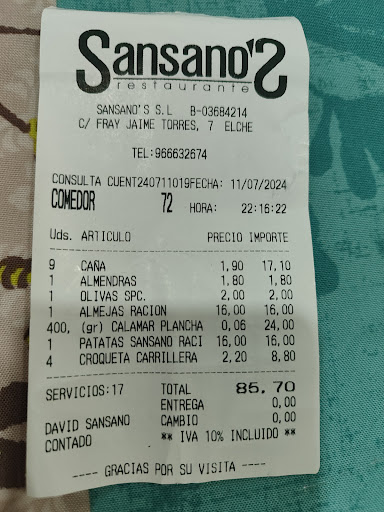 Sansano'S
restaurante
SANSANO'S S.L B-03684214
C/ FRAY JAIME TORRES, 7 ELCHE
TEL:966632674
CONSULTA CUENT240711019FECHA: 11/07/2024
COMEDOR 72 HORA: 22:16:22
Uds. ARTICULO PRECIO IMPORTE
9 CAÑA 1,90 17,10
1 ALMENDRAS 1,80 1,80
1 OLIVAS SPC. 2,00 2,00
1 ALMEJAS RACION 16,00 16,00
400, (gr) CALAMAR PLANCHA 0,06 24,00
1 PATATAS SANSANO RACI 16,00 16,00
4 CROQUETA CARRILLERA 2,20 8,80
SERVICIOS:17 TOTAL 85,70
ENTREGA 0,00
DAVID SANSANO CAMBIO 0,00
CONTADO ** IVA 10% INCLUIDO **
---- GRACIAS POR SU VISITA ----